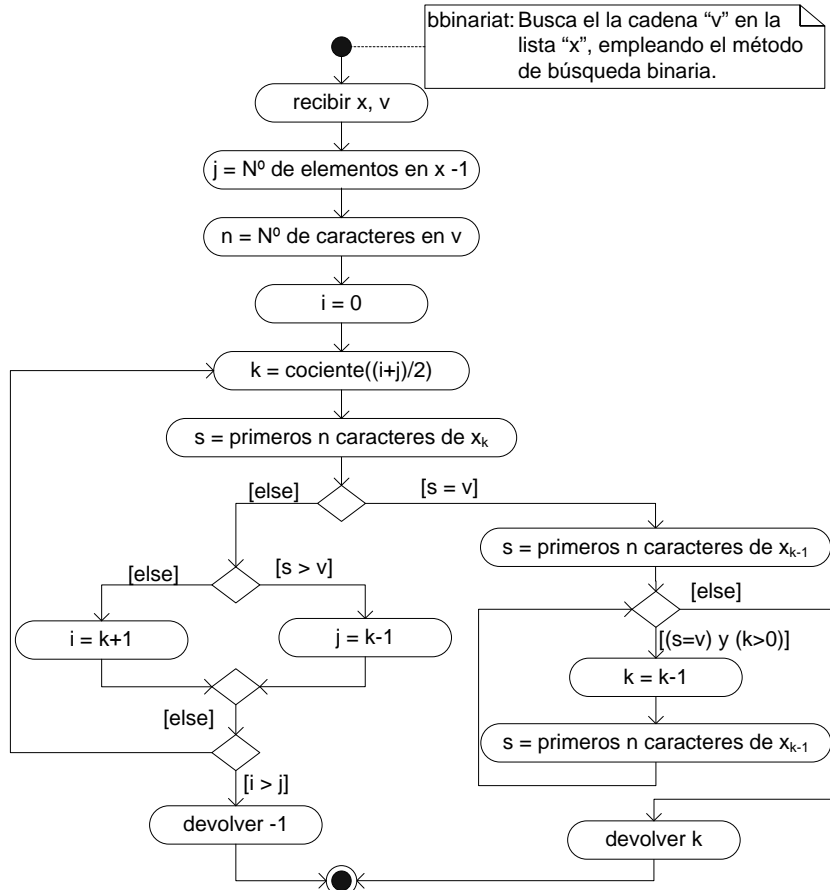 bbinariat: Busca el la cadena “v” en la
lista “x”, empleando el método
de búsqueda binaria.
recibir x, v
j = Nº de elementos en x -1
n = Nº de caracteres en v
i = 0
k = cociente((i+j)/2)
s = primeros n caracteres de xk
[else]
[s = v]
s = primeros n caracteres de xk-1
[else]
[s > v]
[else]
i = k+1
j = k-1
[(s=v) y (k>0)]
k = k-1
[else]
s = primeros n caracteres de xk-1
[i > j]
devolver -1
devolver k